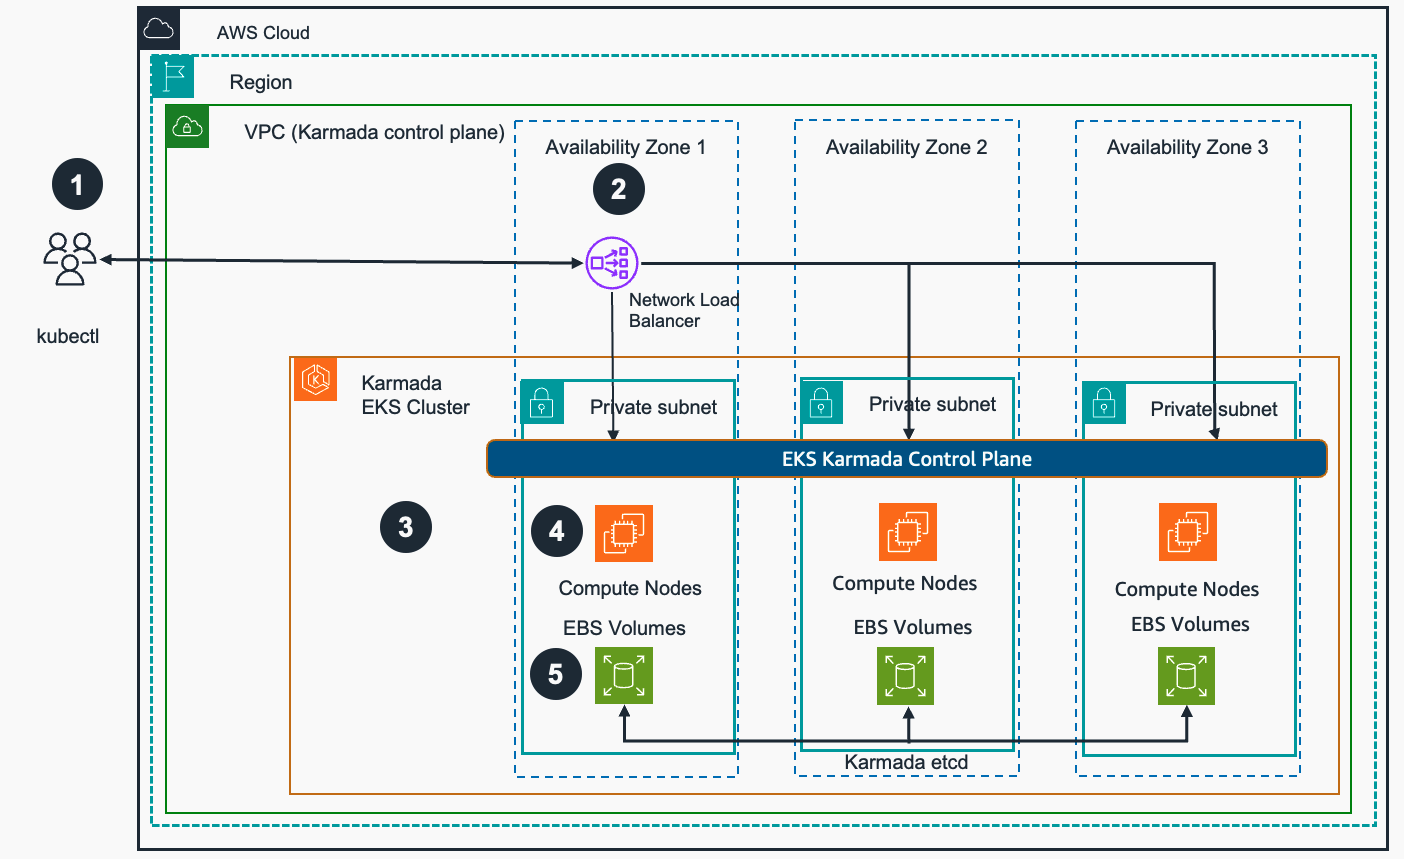 AWS Cloud
Region
VPC (Karmada control plane)
Availability Zone 1
Availability Zone 2
Availability Zone 3
1
2
kubectl
Network Load
Balancer
Karmada
EKS Cluster
Private subnet
Private subnet
Private subnet
EKS Karmada Control Plane
3
4
Compute Nodes
Compute Nodes
Compute Nodes
EBS Volumes
EBS Volumes
EBS Volumes
5
Karmada etcd